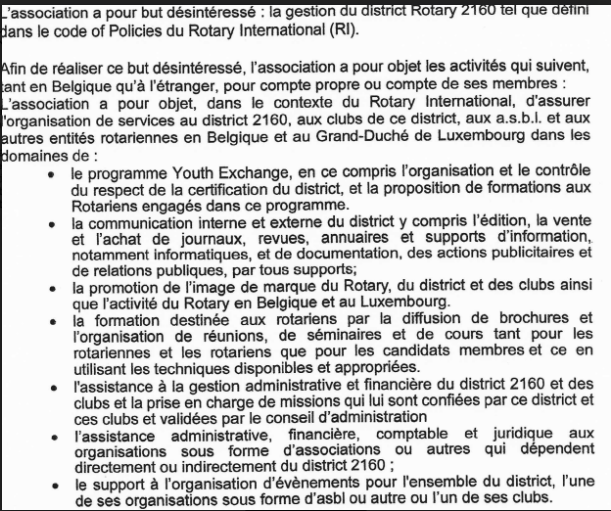 L'association a pour but désintéressé : la gestion du district Rotary 2160 tel que défini
dans le code of Policies du Rotary International (RI).
Afin de réaliser ce but désintéressé, l'association a pour objet les activités qui suivent,
tant en Belgique qu'à l'étranger, pour compte propre ou compte de ses membres :
L'association a pour objet, dans le contexte du Rotary International, d'assurer
l'organisation de services au district 2160, aux clubs de ce district, aux a.s.b.l. et aux
autres entités rotariennes en Belgique et au Grand-Duché de Luxembourg dans les
domaines de :
• le programme Youth Exchange, en ce compris l'organisation et le contrôle
du respect de la certification du district, et la proposition de formations aux
Rotariens engagés dans ce programme.
• la communication interne et externe du district y compris l'édition, la vente
et l'achat de journaux, revues, annuaires et supports d'information,
notamment informatiques, et de documentation, des actions publicitaires et
de relations publiques, par tous supports;
• la promotion de l'image de marque du Rotary, du district et des clubs ainsi
que l'activité du Rotary en Belgique et au Luxembourg.
• la formation destinée aux rotariens par la diffusion de brochures et
l'organisation de réunions, de séminaires et de cours tant pour les
rotariennes et les rotariens que pour les candidats membres et ce en
utilisant les techniques disponibles et appropriées.
• l'assistance à la gestion administrative et financière du district 2160 et des
clubs et la prise en charge de missions qui lui sont confiées par ce district et
ces clubs et validées par le conseil d'administration
• l'assistance administrative, financière, comptable et juridique aux
organisations sous forme d'associations ou autres qui dépendent
directement ou indirectement du district 2160 ;
• le support à l'organisation d'évènements pour l'ensemble du district, l'une
de ses organisations sous forme d'asbl ou autre ou l'un de ses clubs.